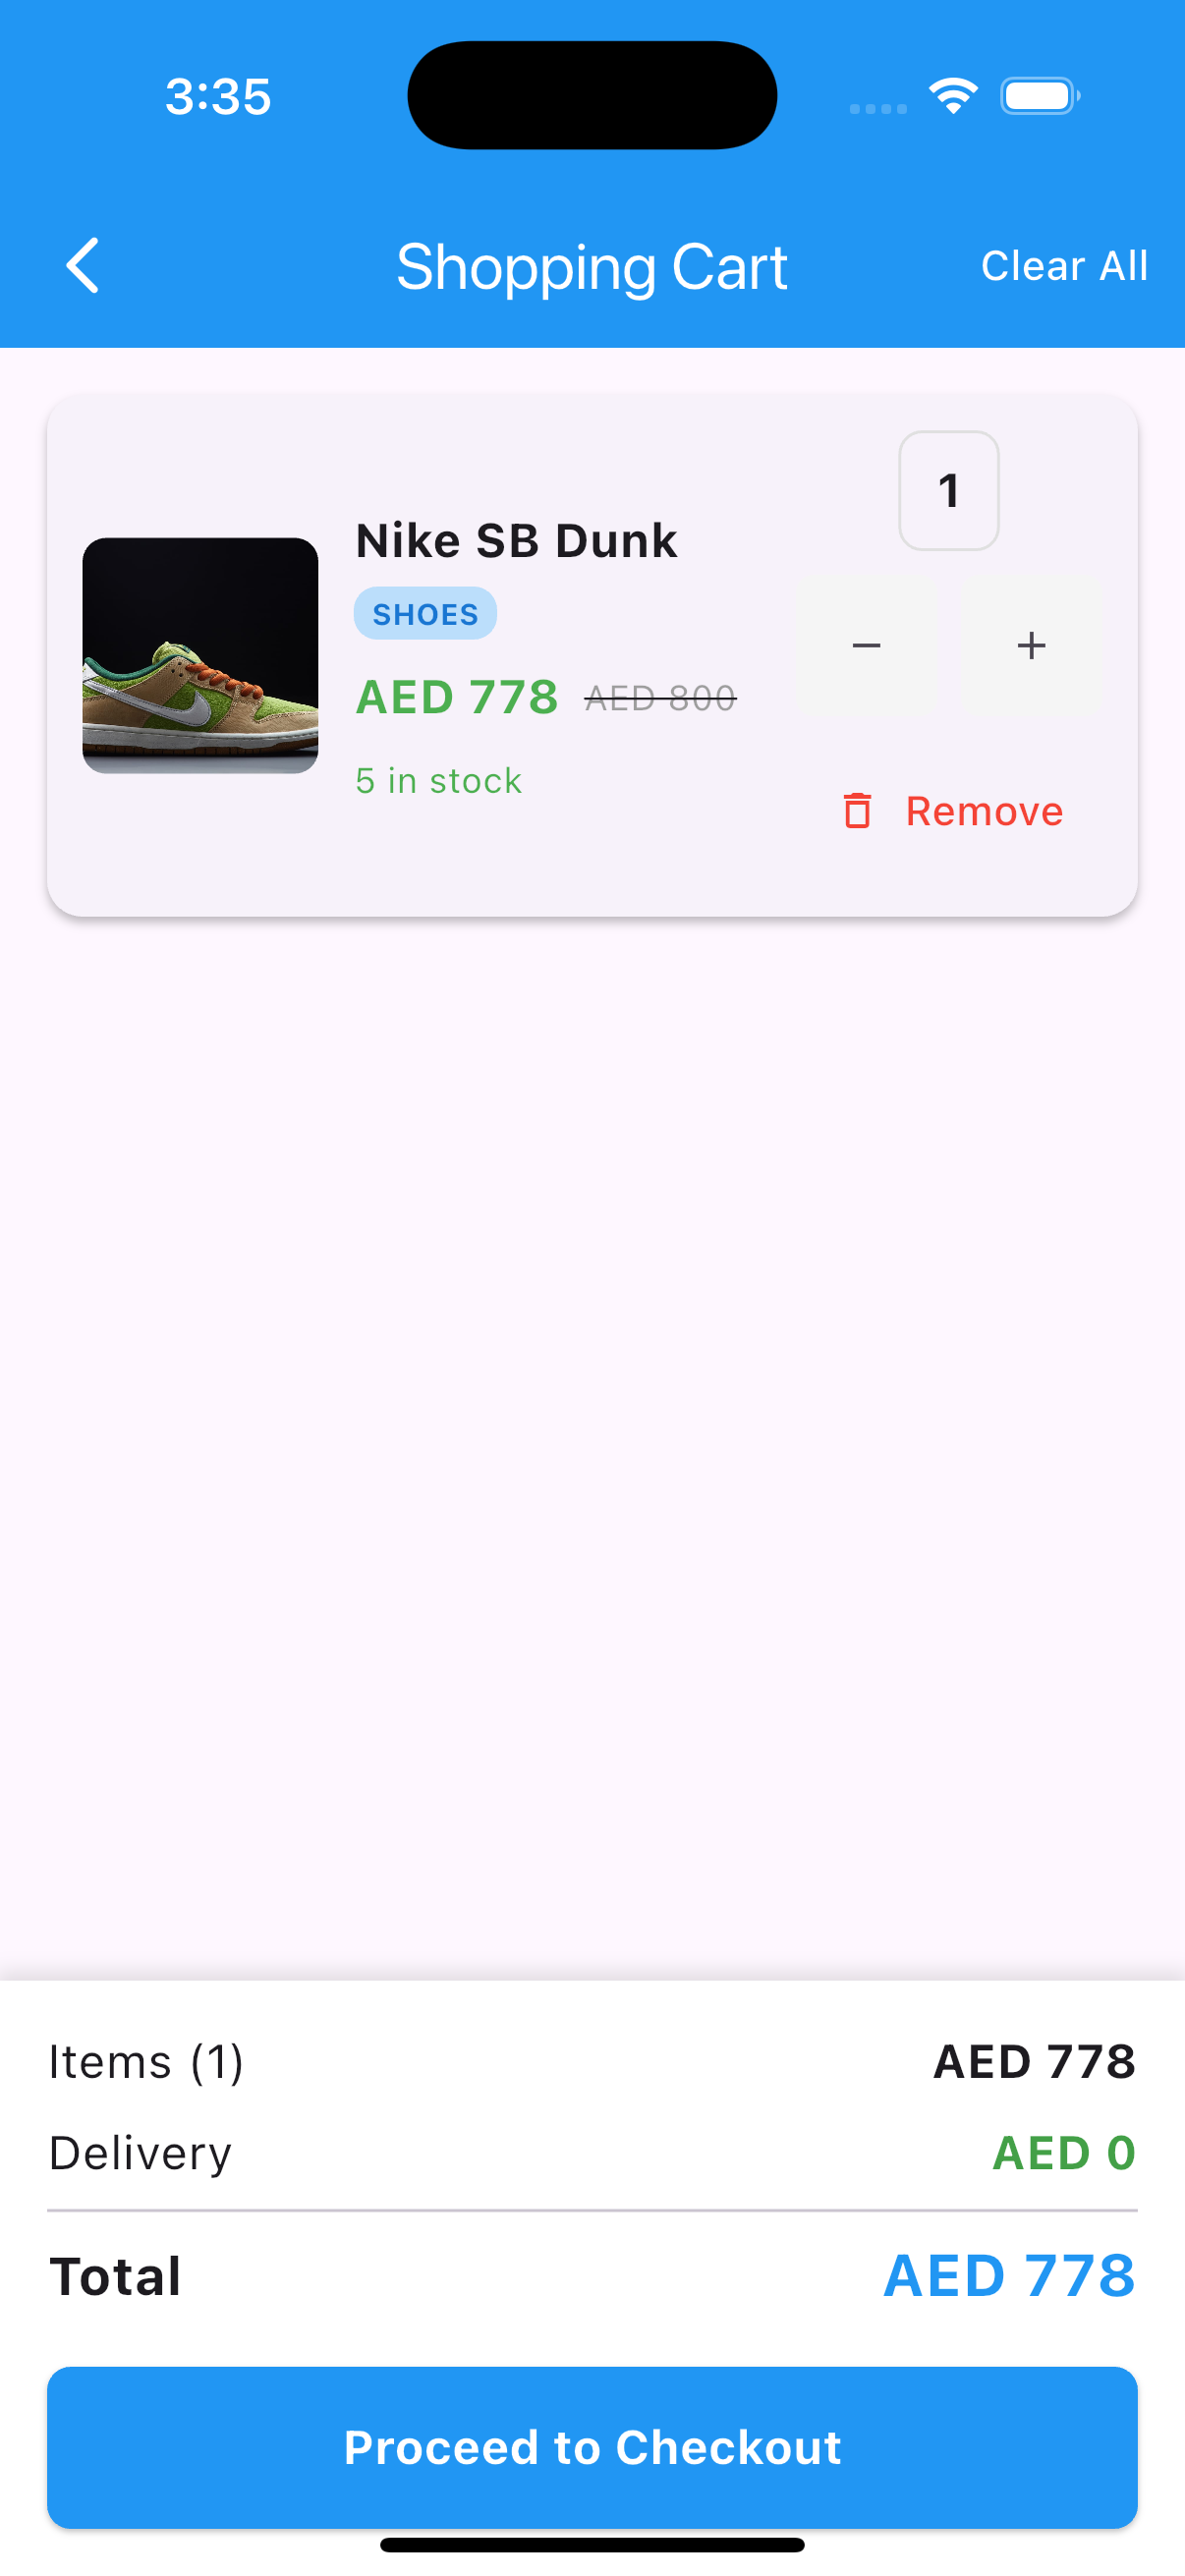 3:35
Shopping Cart
Clear All
1
Nike SB Dunk
SHOES
− +
AED 778 AED 800
5 in stock
Remove
Items (1) AED 778
Delivery AED 0
Total AED 778
Proceed to Checkout